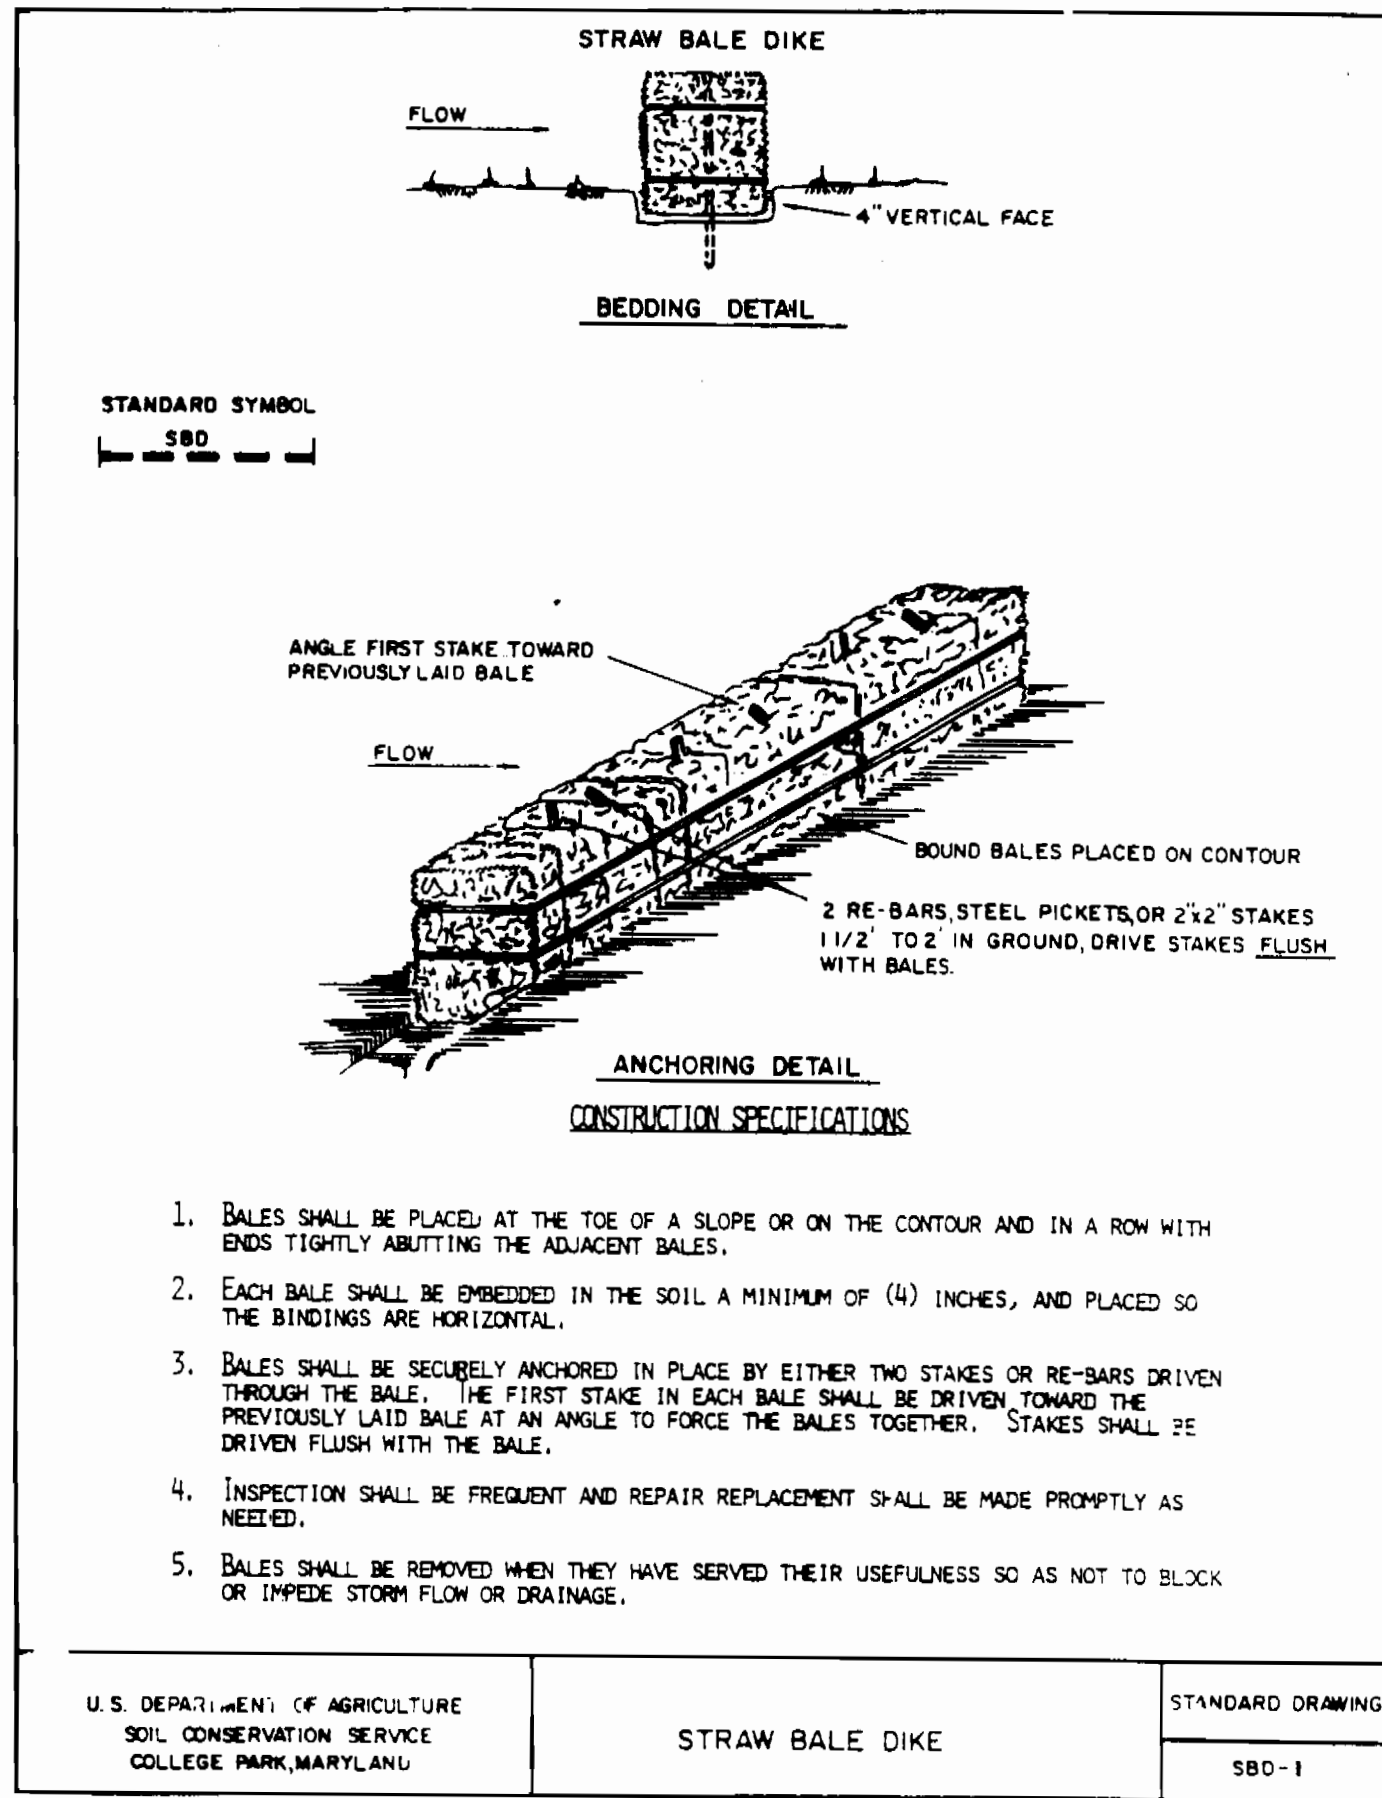 STRAW BALE DIKE
FLOW
4" VERTICAL FACE
BEDDING DETAIL
STANDARD SYMBOL
SBD
ANGLE FIRST STAKE TOWARD
PREVIOUSLY LAID BALE
FLOW
BOUND BALES PLACED ON CONTOUR
2 RE-BARS, STEEL PICKETS, OR 2"x2" STAKES
1 1/2' TO 2' IN GROUND, DRIVE STAKES FLUSH
WITH BALES.
ANCHORING DETAIL
CONSTRUCTION SPECIFICATIONS
1. BALES SHALL BE PLACED AT THE TOE OF A SLOPE OR ON THE CONTOUR AND IN A ROW WITH
ENDS TIGHTLY ABUTTING THE ADJACENT BALES.
2. EACH BALE SHALL BE EMBEDDED IN THE SOIL A MINIMUM OF (4) INCHES, AND PLACED SO
THE BINDINGS ARE HORIZONTAL.
3. BALES SHALL BE SECURELY ANCHORED IN PLACE BY EITHER TWO STAKES OR RE-BARS DRIVEN
THROUGH THE BALE. THE FIRST STAKE IN EACH BALE SHALL BE DRIVEN TOWARD THE
PREVIOUSLY LAID BALE AT AN ANGLE TO FORCE THE BALES TOGETHER. STAKES SHALL BE
DRIVEN FLUSH WITH THE BALE.
4. INSPECTION SHALL BE FREQUENT AND REPAIR REPLACEMENT SHALL BE MADE PROMPTLY AS
NEEDED.
5. BALES SHALL BE REMOVED WHEN THEY HAVE SERVED THEIR USEFULNESS SO AS NOT TO BLOCK
OR IMPEDE STORM FLOW OR DRAINAGE.
U.S. DEPARTMENT OF AGRICULTURE
SOIL CONSERVATION SERVICE
COLLEGE PARK, MARYLAND
STRAW BALE DIKE
STANDARD DRAWING
SBD-1